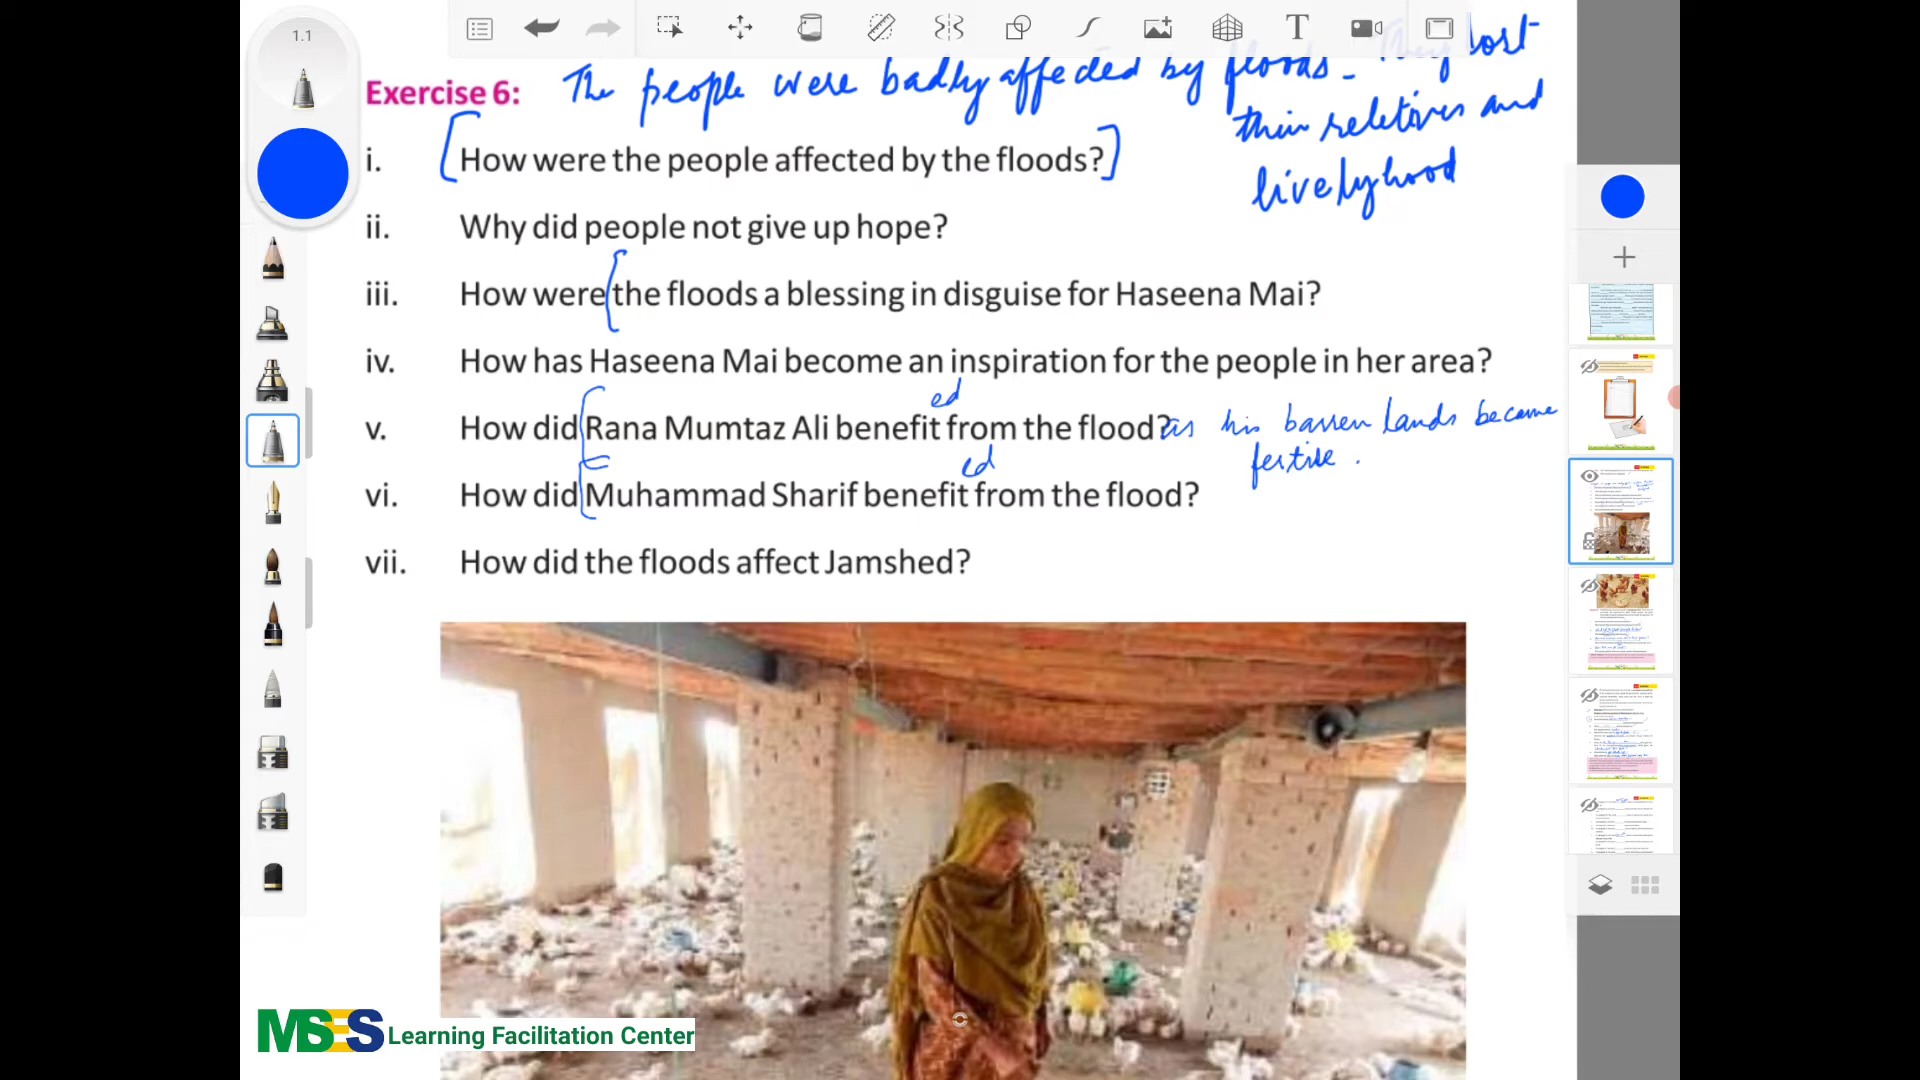 1.1
Exercise 6: The people were badly affected by floods - They lost
their reletives and
livelyhood
i. How were the people affected by the floods?
ii. Why did people not give up hope?
iii. How were the floods a blessing in disguise for Haseena Mai?
iv. How has Haseena Mai become an inspiration for the people in her area?
ed
v. How did Rana Mumtaz Ali benefit from the flood? as his barren lands became
fertile.
ed
vi. How did Muhammad Sharif benefit from the flood?
vii. How did the floods affect Jamshed?
MSES Learning Facilitation Center